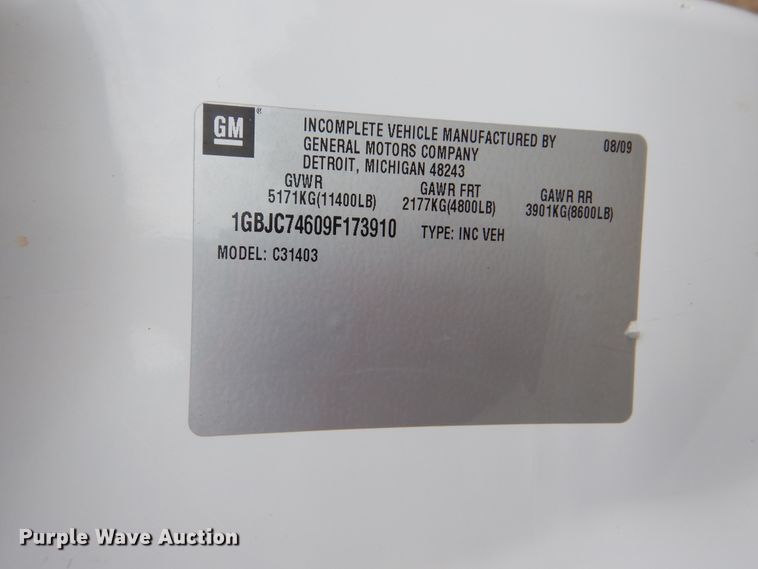 GM®
INCOMPLETE VEHICLE MANUFACTURED BY 08/09
GENERAL MOTORS COMPANY
DETROIT, MICHIGAN 48243
GVWR GAWR FRT GAWR RR
5171KG(11400LB) 2177KG(4800LB) 3901KG(8600LB)
1GBJC74609F173910 TYPE: INC VEH
MODEL: C31403
Purple Wave Auction